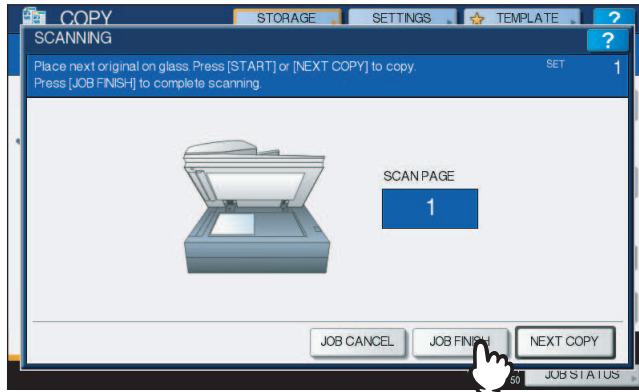 COPY
STORAGE
SETTINGS
TEMPLATE
?
SCANNING
?
Place next original on glass. Press [START] or [NEXT COPY] to copy.
Press [JOB FINISH] to complete scanning.
SET
1
SCAN PAGE
1
JOB CANCEL
JOB FINISH
NEXT COPY
50
JOB STATUS